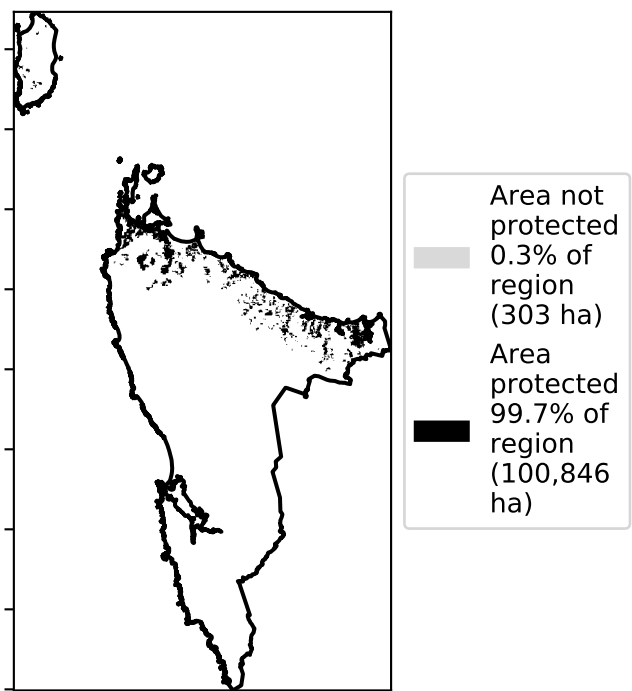 Area not
protected
0.3% of
region
(303 ha)
Area
protected
99.7% of
region
(100,846
ha)